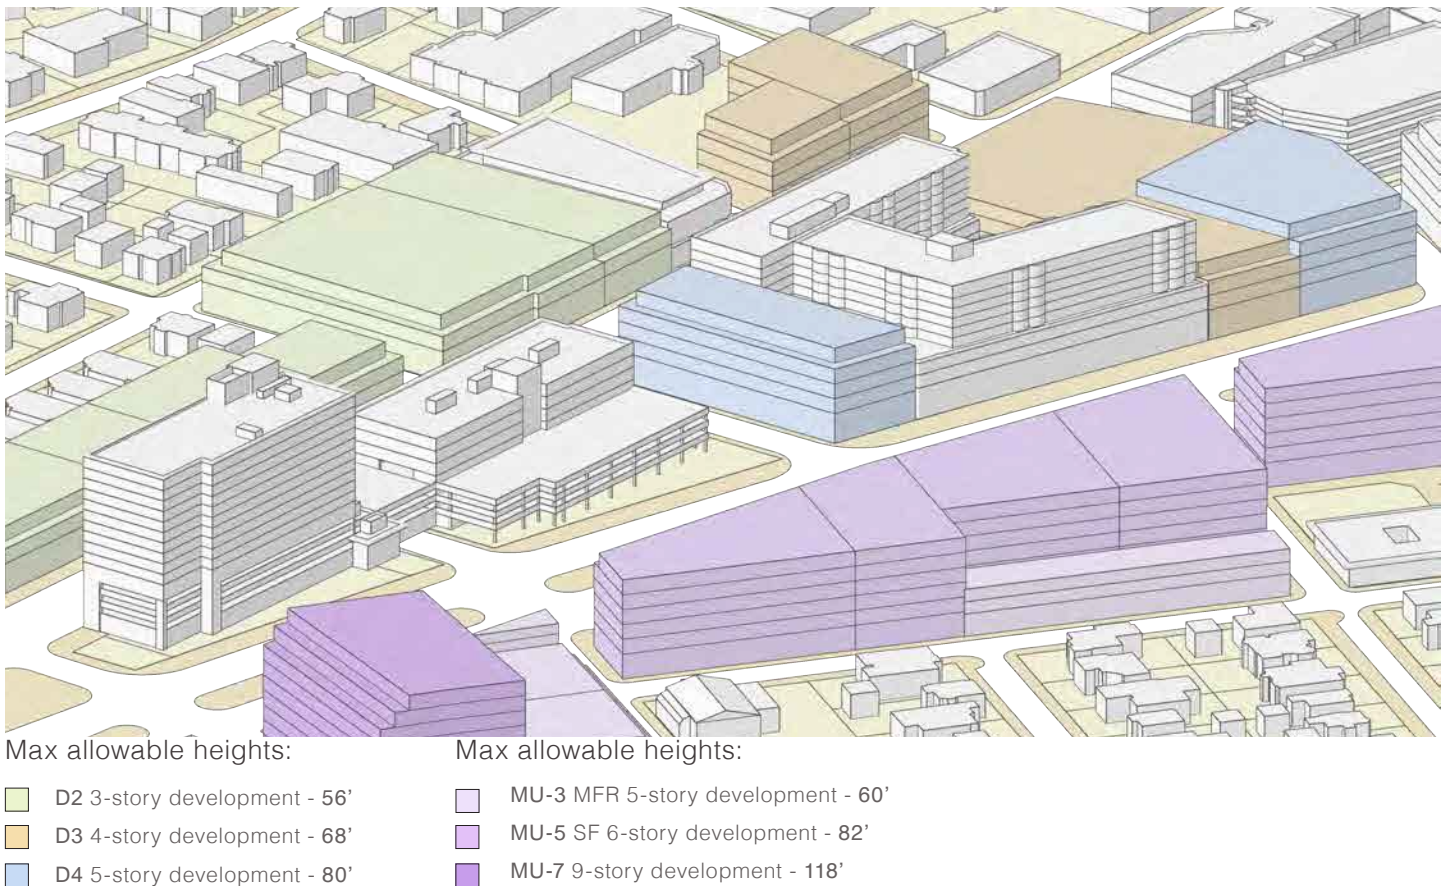 Max allowable heights:
D2 3-story development - 56’
D3 4-story development - 68’
D4 5-story development - 80’
Max allowable heights:
MU-3 MFR 5-story development - 60’
MU-5 SF 6-story development - 82’
MU-7 9-story development - 118’